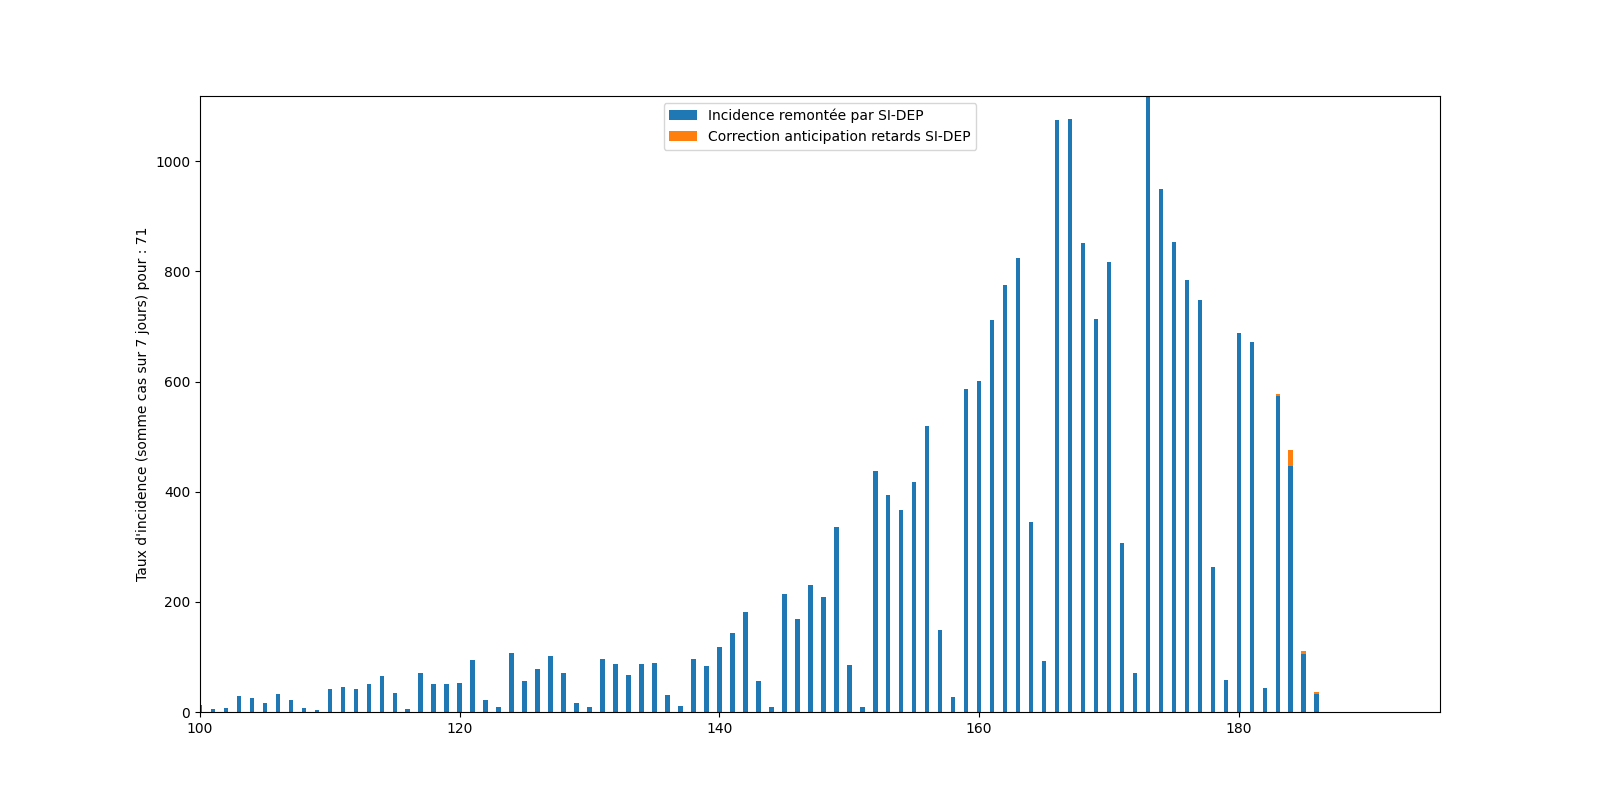 Incidence remontée par SI-DEP
Correction anticipation retards SI-DEP
Taux d'incidence (somme cas sur 7 jours) pour : 71
1000
800
600
400
200
0
100 120 140 160 180